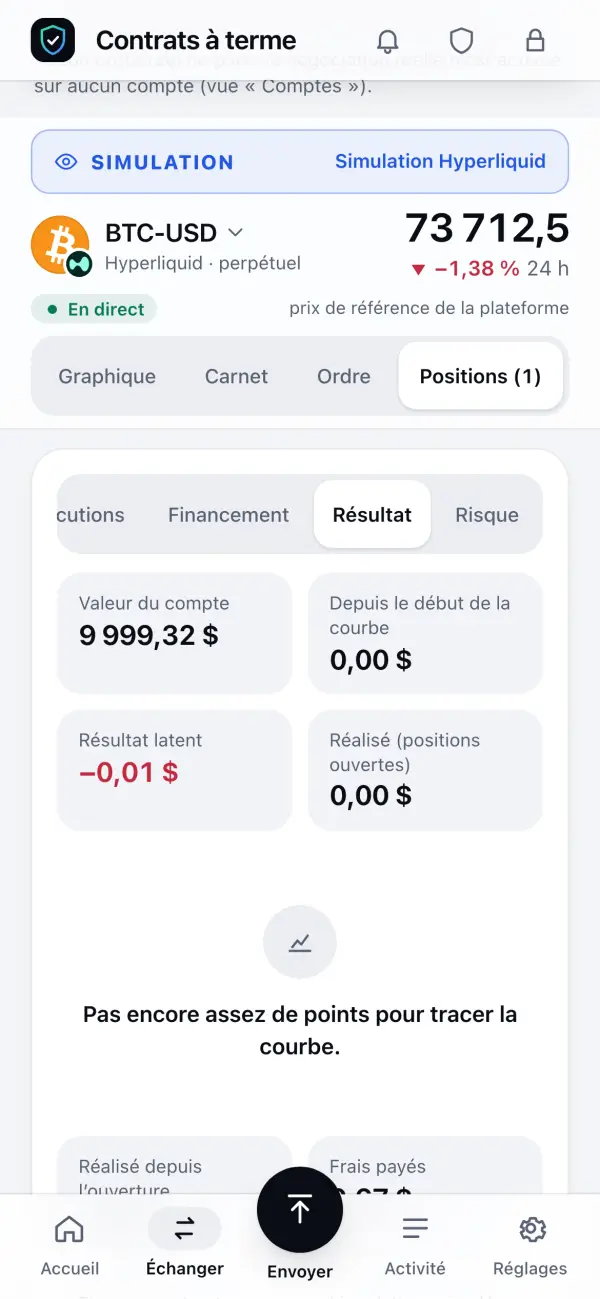 Contrats à terme
sur aucun compte (vue « Comptes »).
SIMULATION
Simulation Hyperliquid
BTC-USD
73 712,5
Hyperliquid · perpétuel
▼ −1,38 % 24 h
En direct
prix de référence de la plateforme
Graphique
Carnet
Ordre
Positions (1)
cutions
Financement
Résultat
Risque
Valeur du compte
9 999,32 $
Depuis le début de la
courbe
0,00 $
Résultat latent
−0,01 $
Réalisé (positions
ouvertes)
0,00 $
Pas encore assez de points pour tracer la
courbe.
Réalisé depuis
l’ouverture
Frais payés
Accueil
Échanger
Envoyer
Activité
Réglages